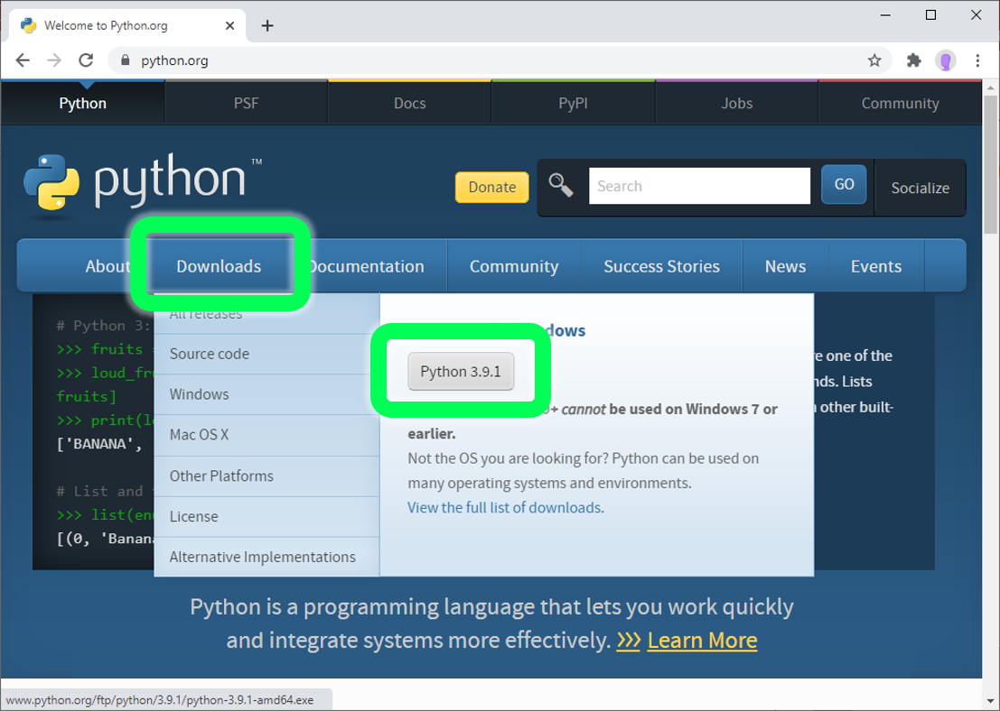 Welcome to Python.org
python.org
Python
PSF
Docs
PyPI
Jobs
Community
python™
Donate
Search
GO
Socialize
About
Downloads
Documentation
Community
Success Stories
News
Events
# Python 3:
>>> fruits =
>>> loud_fru
fruits]
>>> print(lo
['BANANA',
# List and
>>> list(enu
[(0, 'Banana
All releases
Source code
Windows
Mac OS X
Other Platforms
License
Alternative Implementations
dows
Python 3.9.1
+ cannot be used on Windows 7 or
earlier.
Not the OS you are looking for? Python can be used on
many operating systems and environments.
View the full list of downloads.
e one of the
nds. Lists
other built-
Python is a programming language that lets you work quickly
and integrate systems more effectively. >>> Learn More
www.python.org/ftp/python/3.9.1/python-3.9.1-amd64.exe